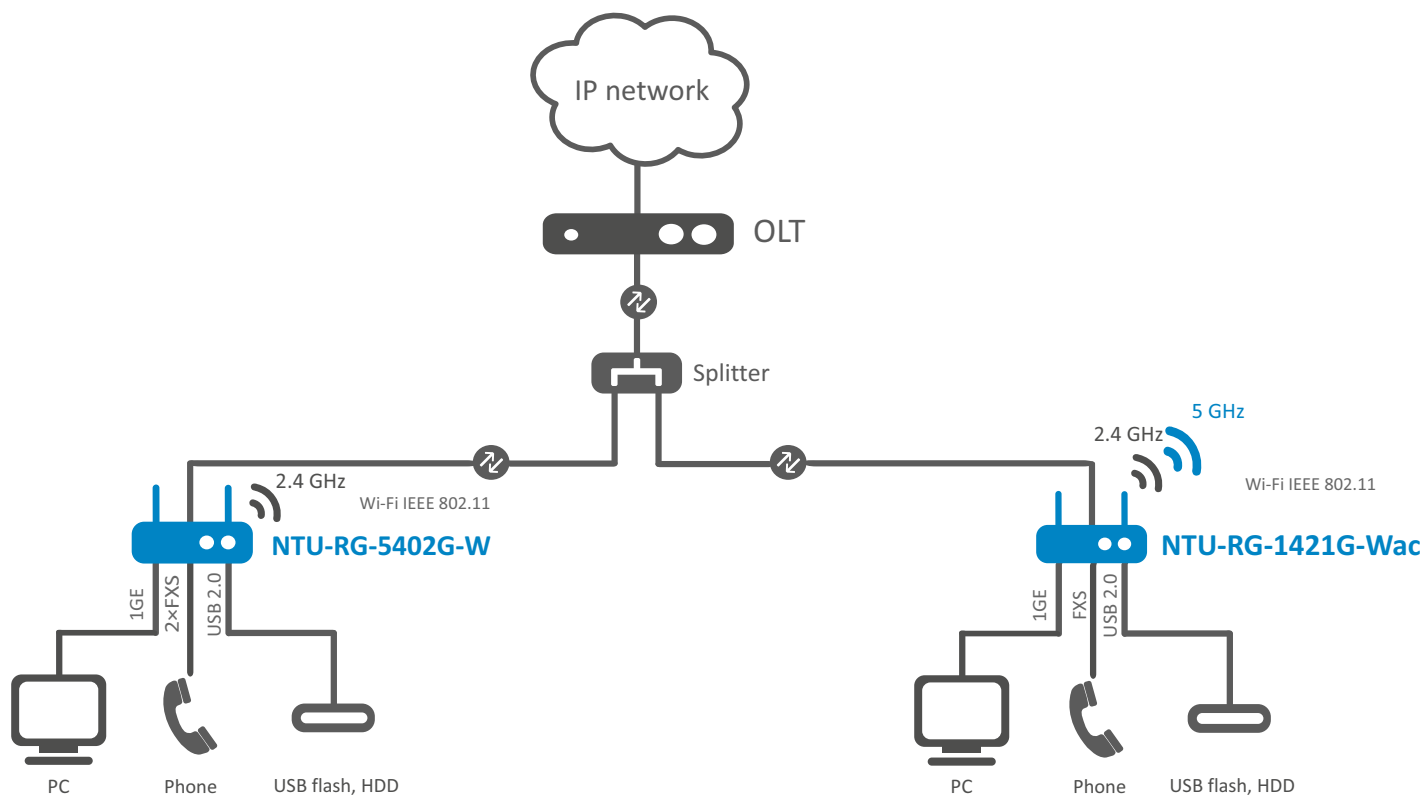 IP network
OLT
Splitter
5 GHz
2.4 GHz
2.4 GHz
Wi-Fi IEEE 802.11
Wi-Fi IEEE 802.11
NTU-RG-5402G-W
NTU-RG-1421G-Wac
1GE
2×FXS
USB 2.0
1GE
FXS
USB 2.0
PC
Phone
USB flash, HDD
PC
Phone
USB flash, HDD